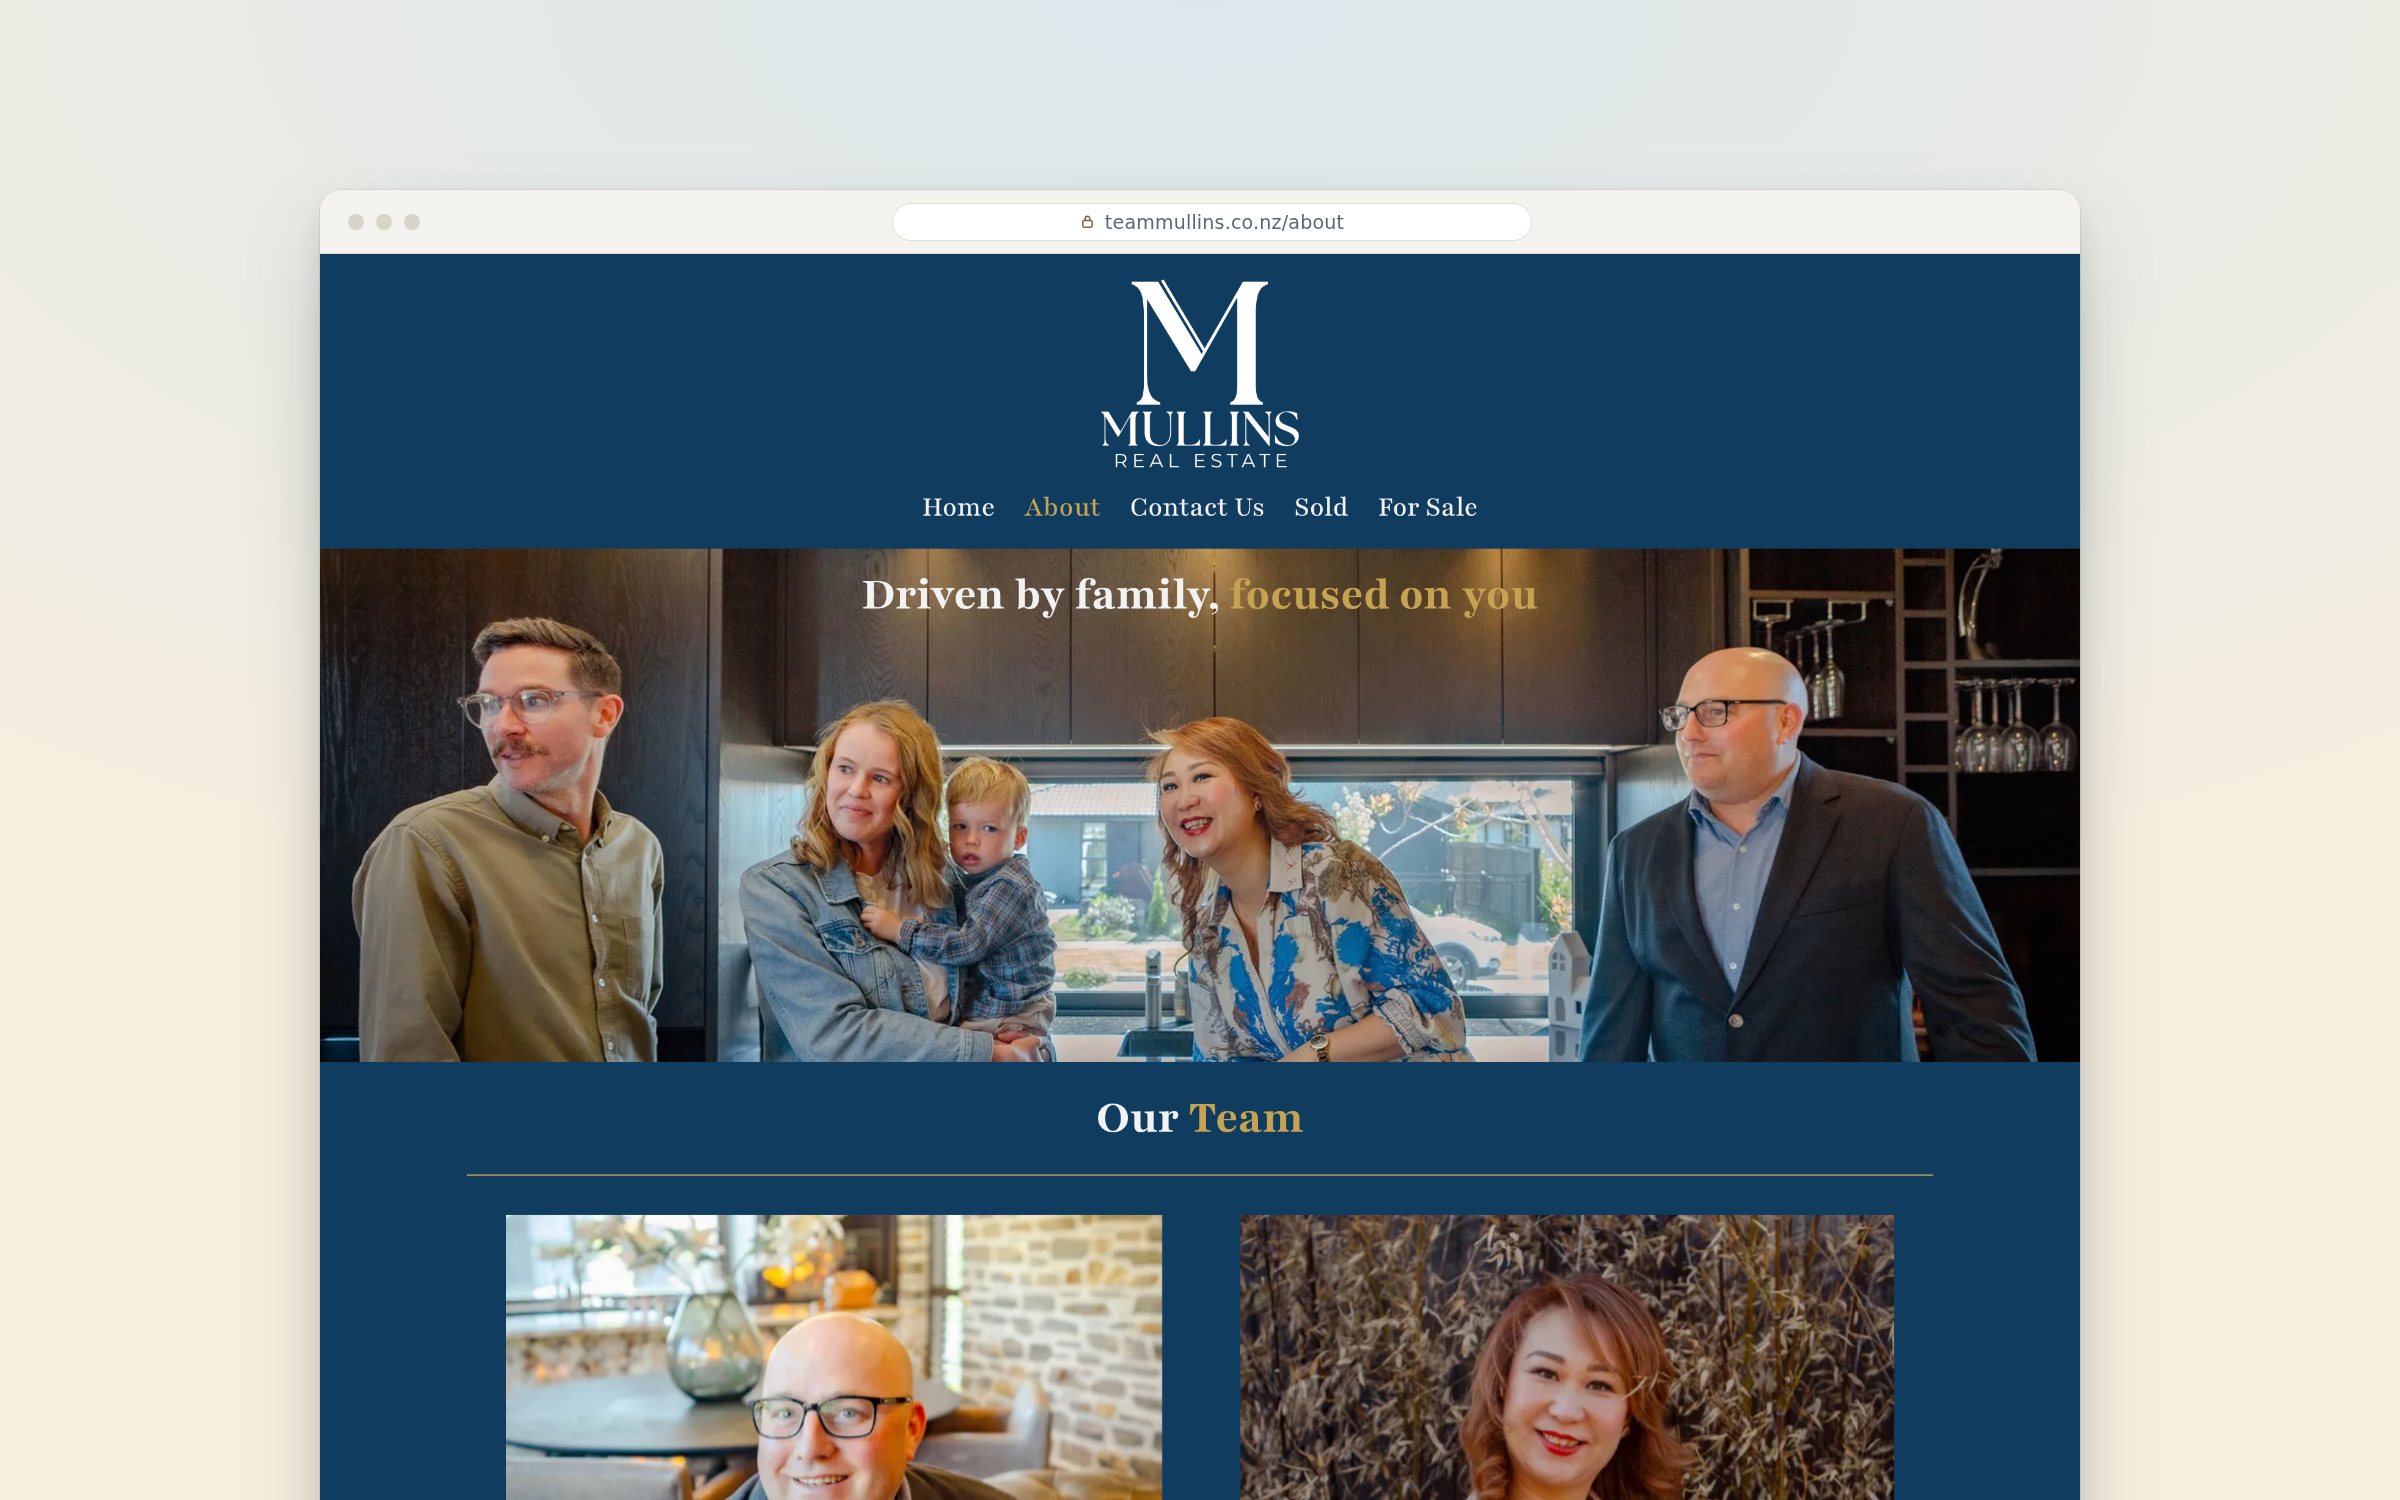 teammullins.co.nz/about
M
MULLINS
REAL ESTATE
Home About Contact Us Sold For Sale
Driven by family, focused on you
Our Team